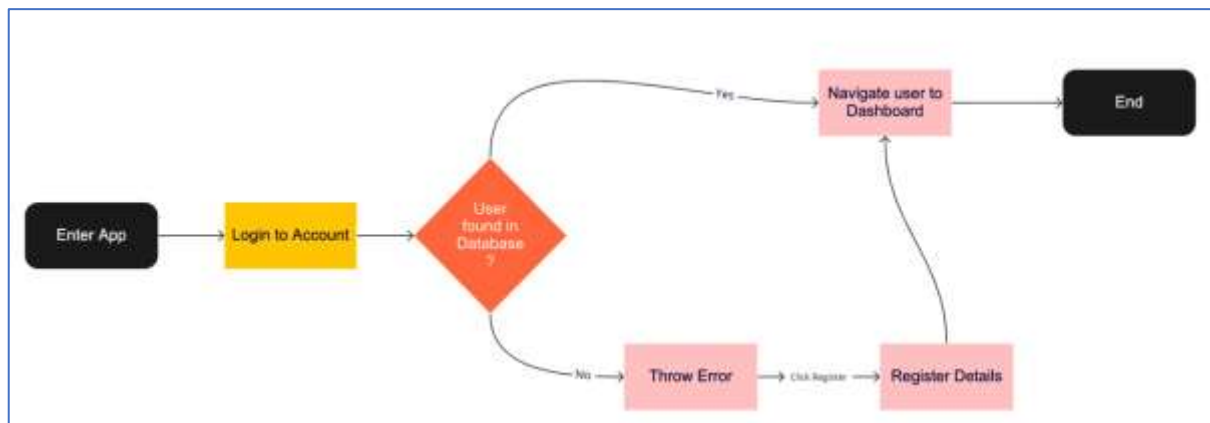 Yes
Navigate user to
Dashboard
End
Enter App
Login to Account
User
found in
Database
?
No
Throw Error
Click Register
Register Details